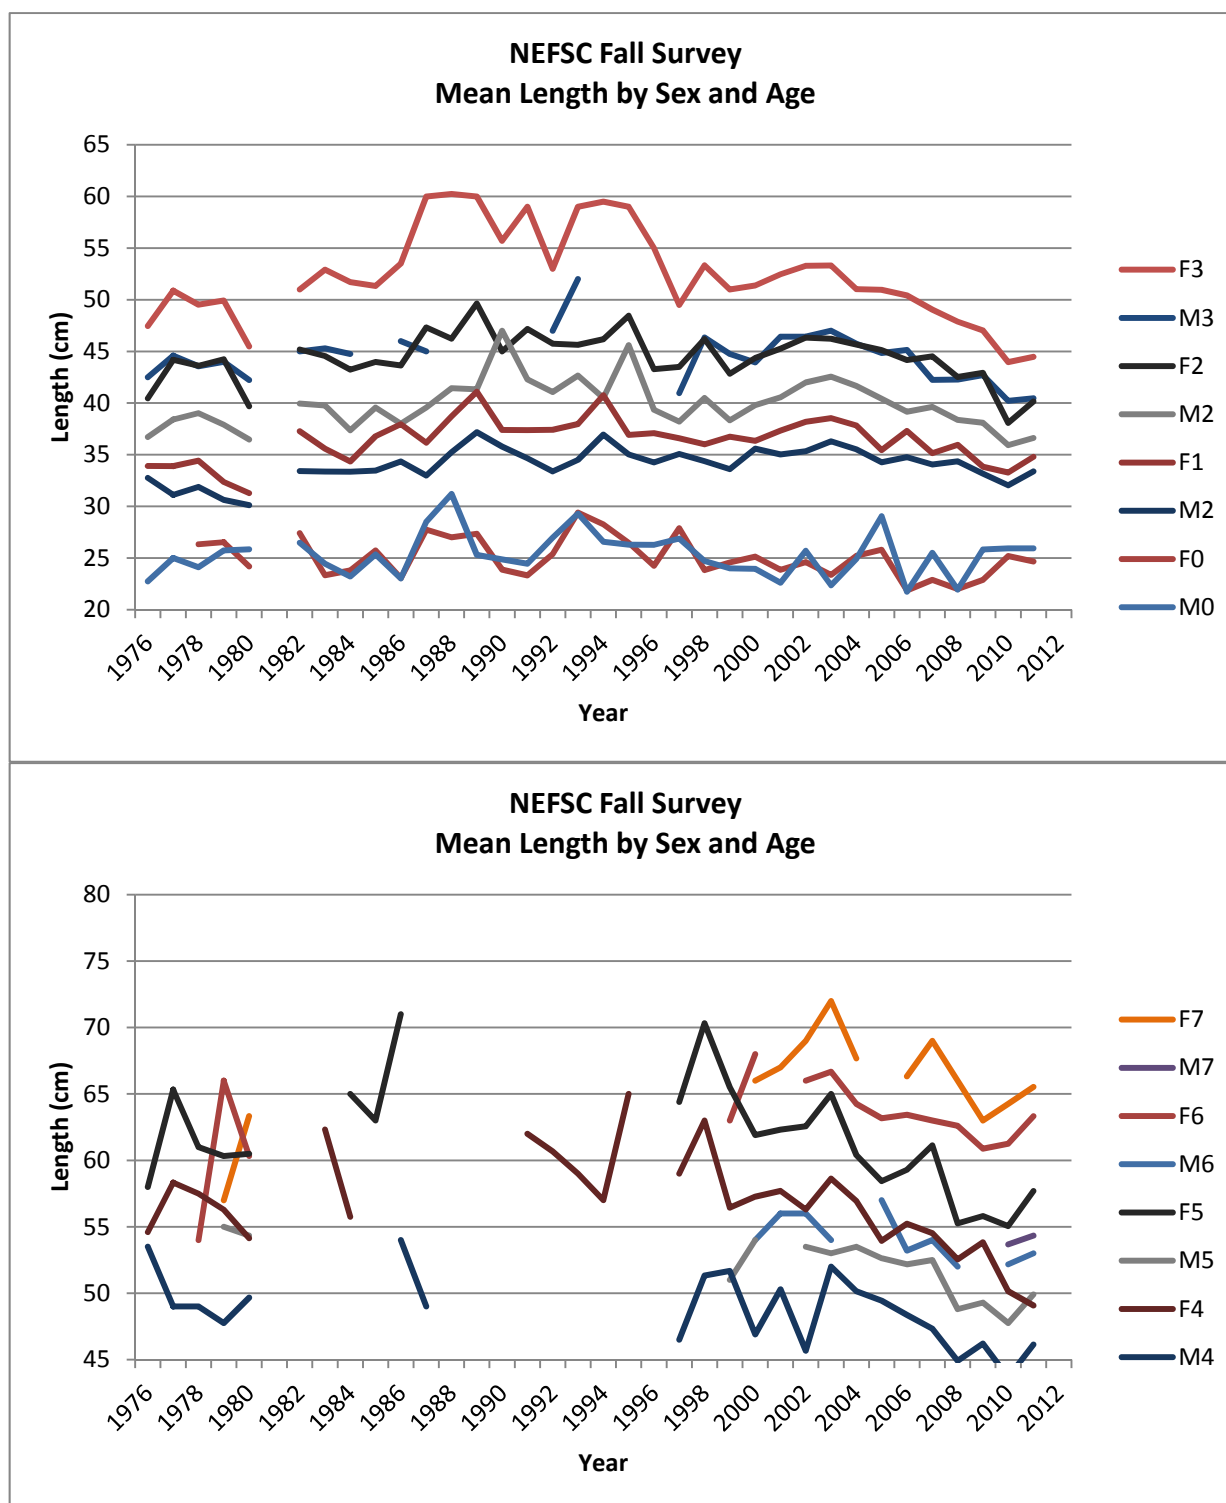 NEFSC Fall Survey
Mean Length by Sex and Age
65
60
55
50
45
40
35
30
25
20
Length (cm)
1976
1978
1980
1982
1984
1986
1988
1990
1992
1994
1996
1998
2000
2002
2004
2006
2008
2010
2012
Year
F3
M3
F2
M2
F1
M2
F0
M0
NEFSC Fall Survey
Mean Length by Sex and Age
80
75
70
65
60
55
50
45
Length (cm)
1976
1978
1980
1982
1984
1986
1988
1990
1992
1994
1996
1998
2000
2002
2004
2006
2008
2010
2012
Year
F7
M7
F6
M6
F5
M5
F4
M4